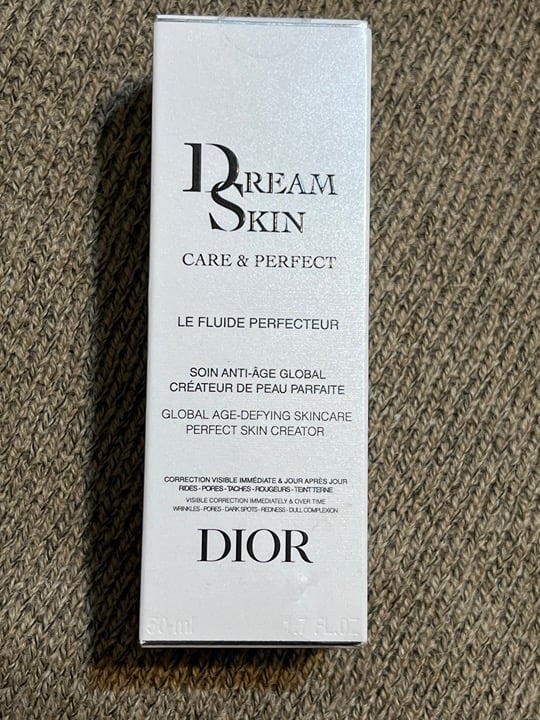 DREAM
SKIN
CARE & PERFECT
LE FLUIDE PERFECTEUR
SOIN ANTI-ÂGE GLOBAL
CRÉATEUR DE PEAU PARFAITE
GLOBAL AGE-DEFYING SKINCARE
PERFECT SKIN CREATOR
CORRECTION VISIBLE IMMÉDIATE & JOUR APRÈS JOUR
RIDES - PORES - TACHES - ROUGEURS - TEINT TERNE
VISIBLE CORRECTION IMMEDIATELY & OVER TIME
WRINKLES - PORES - DARK SPOTS - REDNESS - DULL COMPLEXION
DIOR
50 ml 1.7 FL.OZ